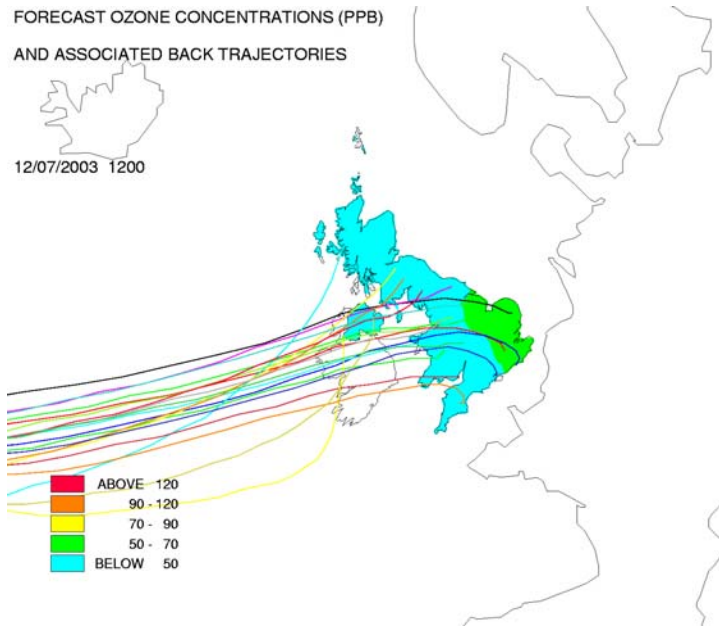 FORECAST OZONE CONCENTRATIONS (PPB)
AND ASSOCIATED BACK TRAJECTORIES
12/07/2003 1200
ABOVE 120
90 - 120
70 - 90
50 - 70
BELOW 50